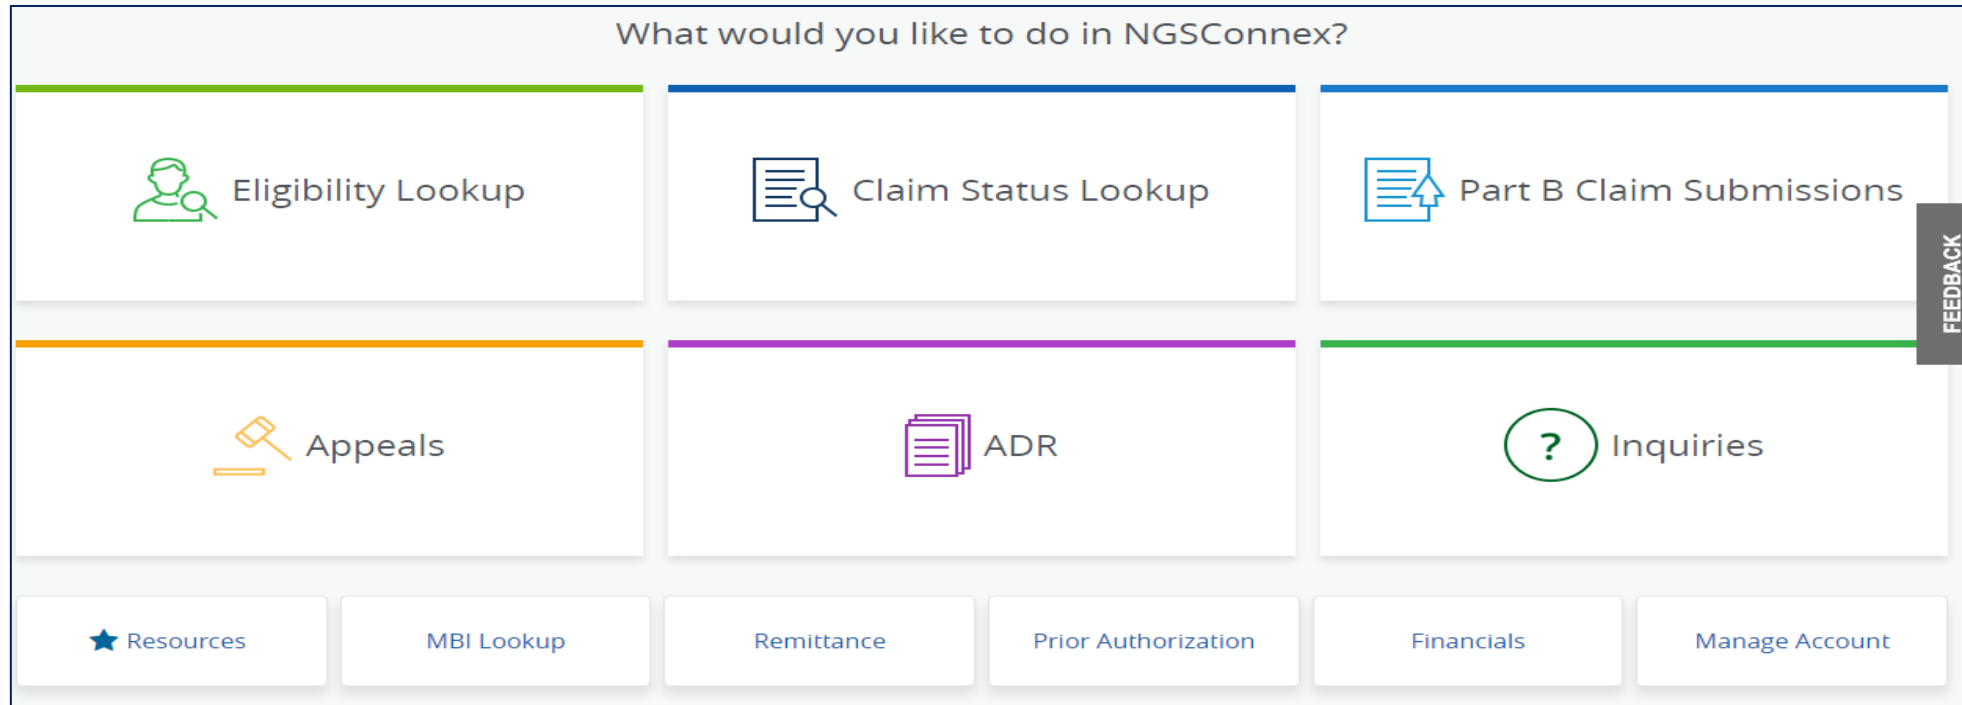 What would you like to do in NGSConnex?
Eligibility Lookup
Claim Status Lookup
Part B Claim Submissions
FEEDBACK
Appeals
ADR
?
Inquiries
Resources
MBI Lookup
Remittance
Prior Authorization
Financials
Manage Account